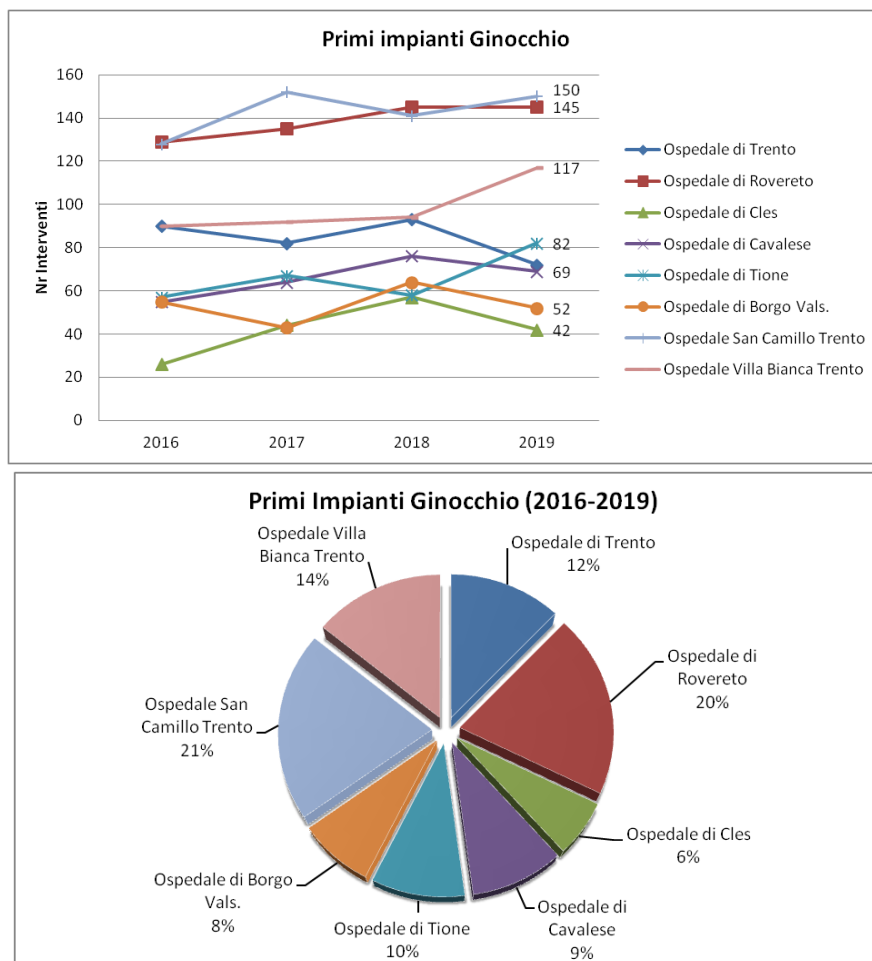 Primi impianti Ginocchio
160
140
120
100
80
60
40
20
0
Nr Interventi
2016
2017
2018
2019
150
145
117
82
69
52
42
Ospedale di Trento
Ospedale di Rovereto
Ospedale di Cles
Ospedale di Cavalese
Ospedale di Tione
Ospedale di Borgo Vals.
Ospedale San Camillo Trento
Ospedale Villa Bianca Trento
Primi Impianti Ginocchio (2016-2019)
Ospedale Villa
Bianca Trento
14%
Ospedale di Trento
12%
Ospedale di
Rovereto
20%
Ospedale San
Camillo Trento
21%
Ospedale di Cles
6%
Ospedale di Borgo
Vals.
8%
Ospedale di Tione
10%
Ospedale di
Cavalese
9%